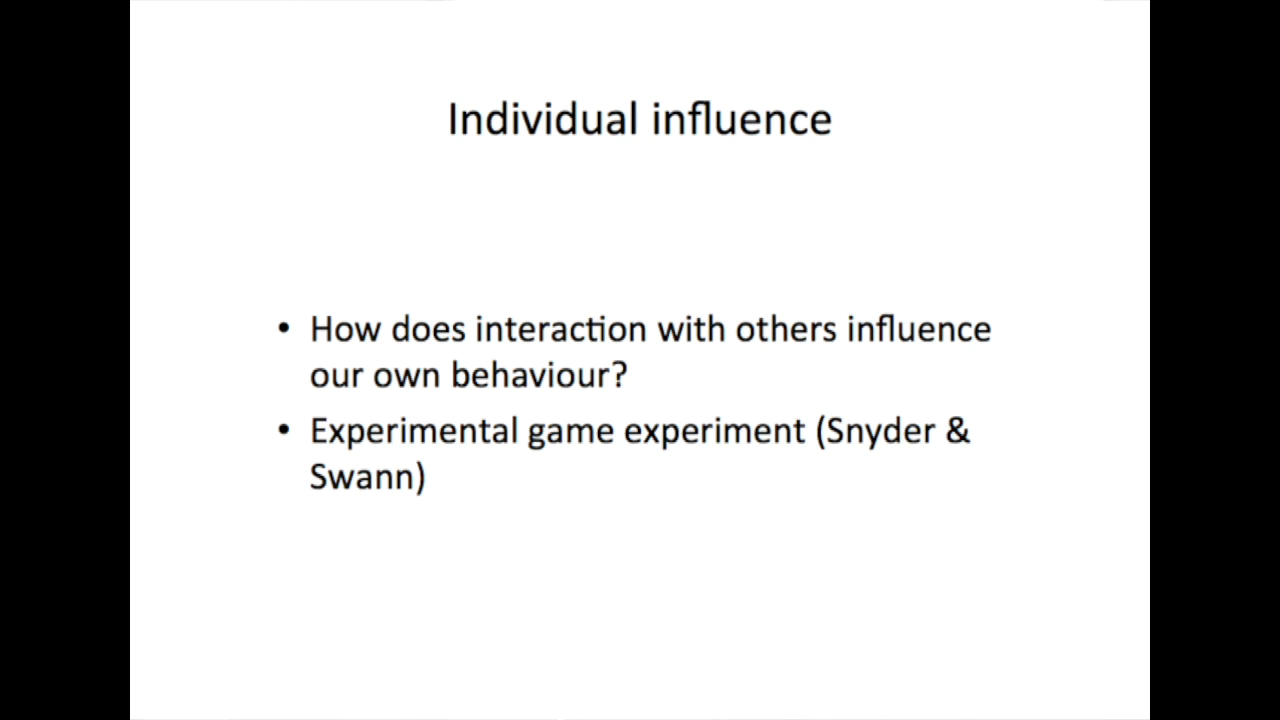 Individual influence
• How does interaction with others influence
our own behaviour?
• Experimental game experiment (Snyder &
Swann)